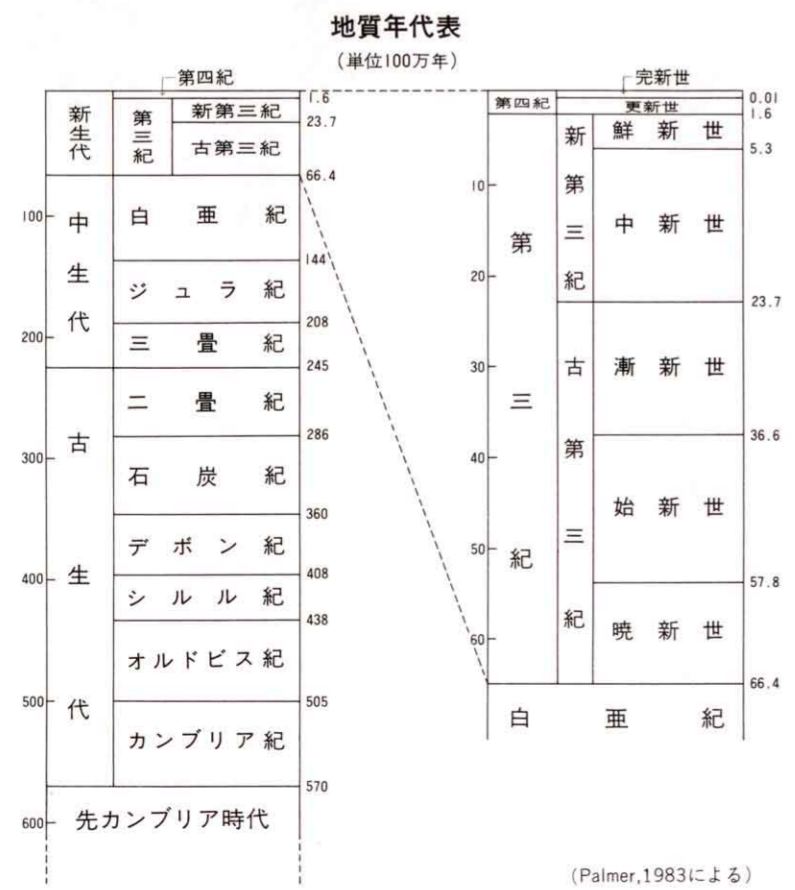 地質年代表
(単位100万年)
第四紀
新生代
第三紀
新第三紀
古第三紀
1.6
23.7
66.4
中生代
白亜紀
ジュラ紀
三畳紀
144
208
245
古生代
二畳紀
石炭紀
デボン紀
シルル紀
オルドビス紀
カンブリア紀
286
360
408
438
505
570
先カンブリア時代
100
200
300
400
500
600
完新世
第四紀
更新世
0.01
1.6
第三紀
新第三紀
鮮新世
中新世
5.3
23.7
古第三紀
漸新世
始新世
暁新世
36.6
57.8
66.4
白亜紀
10
20
30
40
50
60
(Palmer,1983による)